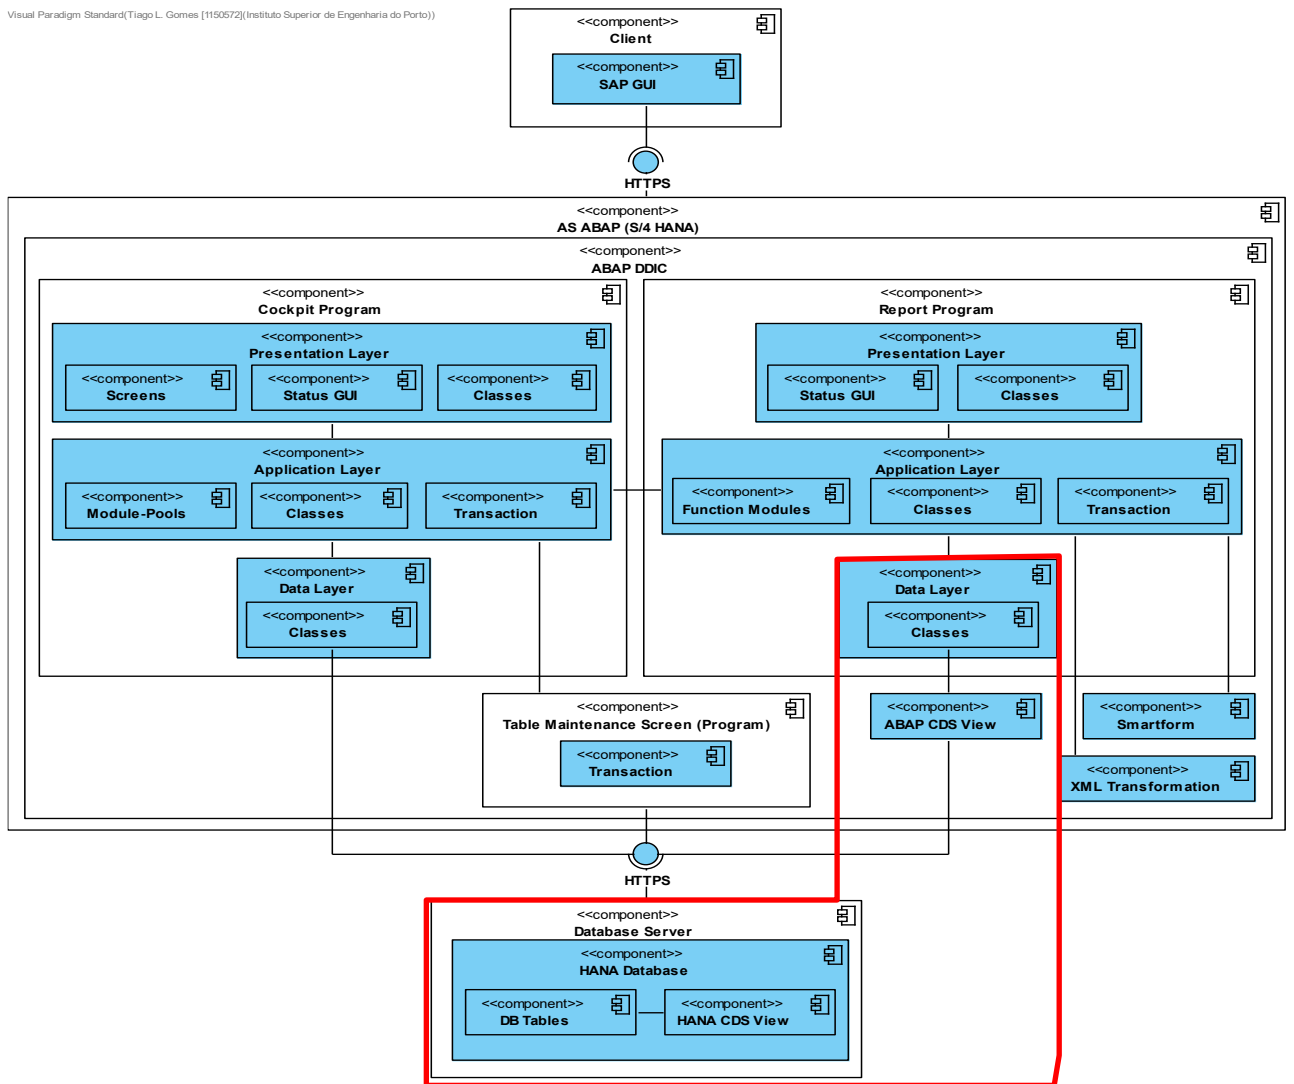 Visual Paradigm Standard(Tiago L. Gomes [1150572](Instituto Superior de Engenharia do Porto))
<<component>>
Client
<<component>>
SAP GUI
HTTPS
<<component>>
AS ABAP (S/4 HANA)
<<component>>
ABAP DDIC
<<component>>
Cockpit Program
<<component>>
Presentation Layer
<<component>>
Screens
<<component>>
Status GUI
<<component>>
Classes
<<component>>
Application Layer
<<component>>
Module-Pools
<<component>>
Classes
<<component>>
Transaction
<<component>>
Data Layer
<<component>>
Classes
<<component>>
Report Program
<<component>>
Presentation Layer
<<component>>
Status GUI
<<component>>
Classes
<<component>>
Application Layer
<<component>>
Function Modules
<<component>>
Classes
<<component>>
Transaction
<<component>>
Data Layer
<<component>>
Classes
<<component>>
Table Maintenance Screen (Program)
<<component>>
Transaction
<<component>>
ABAP CDS View
<<component>>
Smartform
<<component>>
XML Transformation
HTTPS
<<component>>
Database Server
<<component>>
HANA Database
<<component>>
DB Tables
<<component>>
HANA CDS View